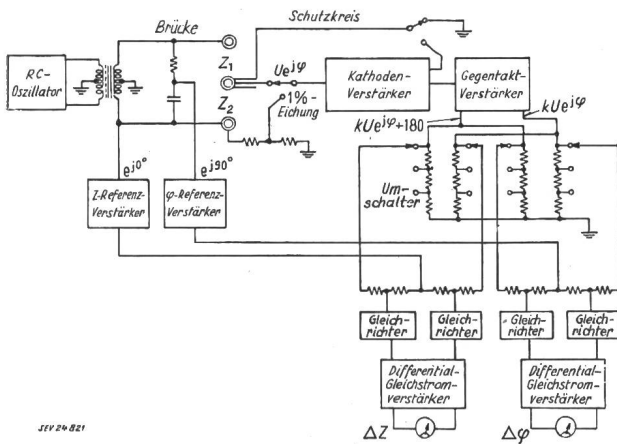 Schutzkreis
Brücke
RC-
Oszillator
Z1
Z2
Ue^jφ
1%-
Eichung
Kathoden-
Verstärker
Gegentakt-
Verstärker
kUe^jφ+180
kUe^jφ
e^j0°
e^j90°
Z-Referenz-
Verstärker
φ-Referenz-
Verstärker
Um-
schalter
Gleich-
richter
Gleich-
richter
Gleich-
richter
Gleich-
richter
Differential-
Gleichstrom-
verstärker
Differential-
Gleichstrom-
verstärker
ΔZ
Δφ
SEV 24821